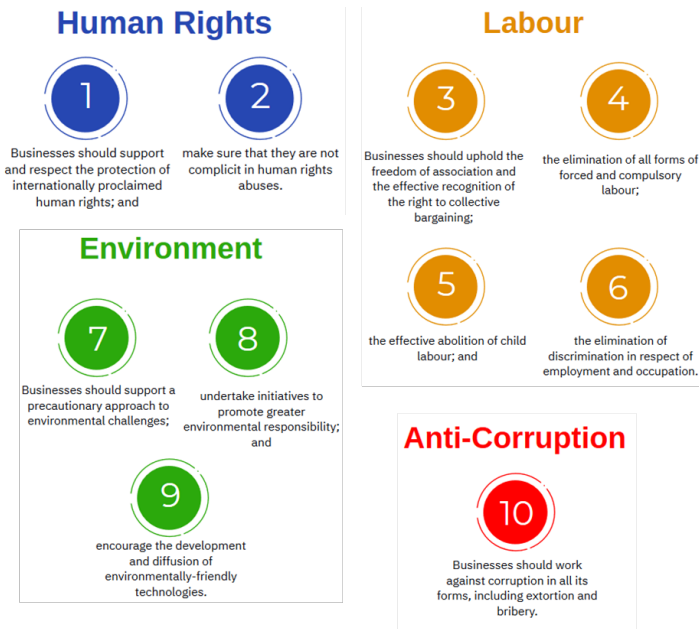 Human Rights
1
Businesses should support
and respect the protection of
internationally proclaimed
human rights; and
2
make sure that they are not
complicit in human rights
abuses.
Labour
3
Businesses should uphold the
freedom of association and
the effective recognition of
the right to collective
bargaining;
4
the elimination of all forms of
forced and compulsory
labour;
5
the effective abolition of child
labour; and
6
the elimination of
discrimination in respect of
employment and occupation.
Environment
7
Businesses should support a
precautionary approach to
environmental challenges;
8
undertake initiatives to
promote greater
environmental responsibility;
and
9
encourage the development
and diffusion of
environmentally-friendly
technologies.
Anti-Corruption
10
Businesses should work
against corruption in all its
forms, including extortion and
bribery.